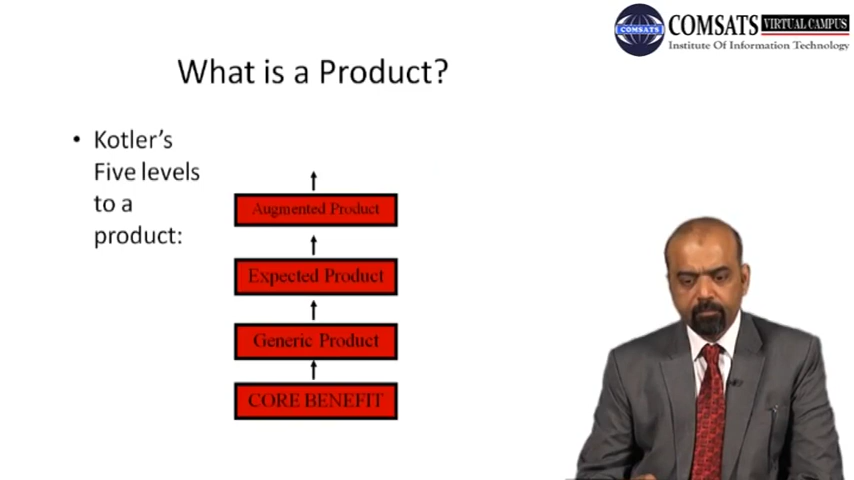 COMSATS
COMSATS VIRTUAL CAMPUS
Institute Of Information Technology
What is a Product?
• Kotler's
Five levels
to a
product:
Augmented Product
Expected Product
Generic Product
CORE BENEFIT